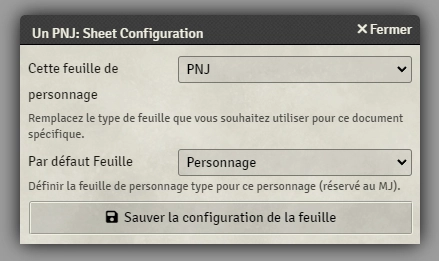 Un PNJ: Sheet Configuration
Fermer
Cette feuille de
personnage
PNJ
Remplacez le type de feuille que vous souhaitez utiliser pour ce document
spécifique.
Par défaut Feuille
Personnage
Définir la feuille de personnage type pour ce personnage (réservé au MJ).
Sauver la configuration de la feuille